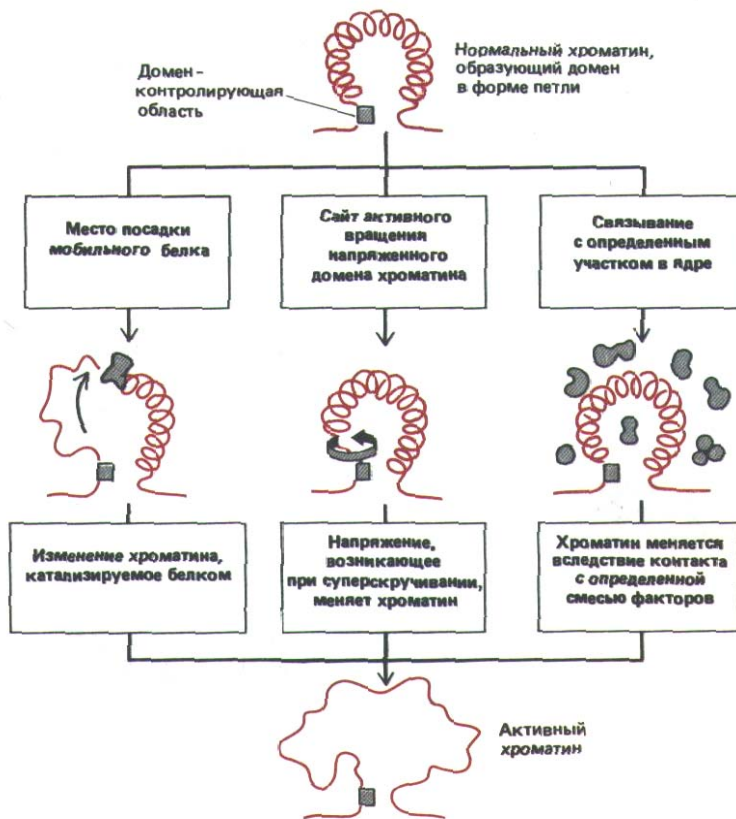 Домен-
контролирующая
область
Нормальный хроматин,
образующий домен
в форме петли
Место посадки
мобильного белка
Сайт активного
вращения
напряженного
домена хроматина
Связывание
с определенным
участком в ядре
Изменение хроматина,
катализируемое белком
Напряжение,
возникающее
при суперскручивании,
меняет хроматин
Хроматин меняется
вследствие контакта
с определенной
смесью факторов
Активный
хроматин